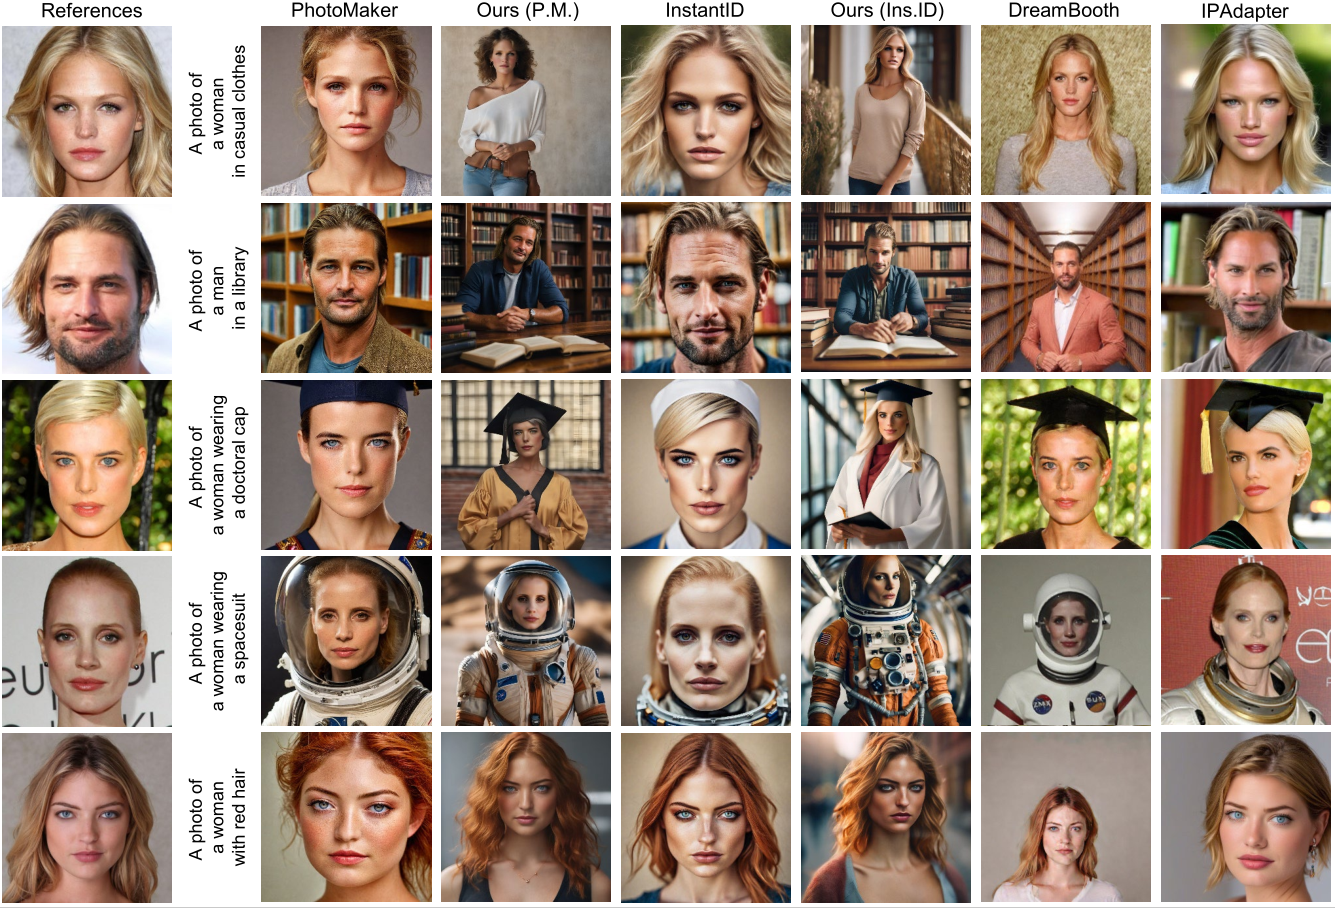 References
PhotoMaker
Ours (P.M.)
InstantID
Ours (Ins.ID)
DreamBooth
IPAdapter
A photo of
a woman
in casual clothes
A photo of
a man
in a library
A photo of
a woman wearing
a doctoral cap
A photo of
a woman wearing
a spacesuit
A photo of
a woman
with red hair